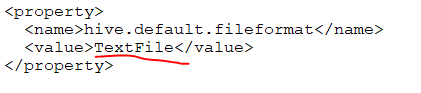 <property>
<name>hive.default.fileformat</name>
<value>TextFile</value>
</property>